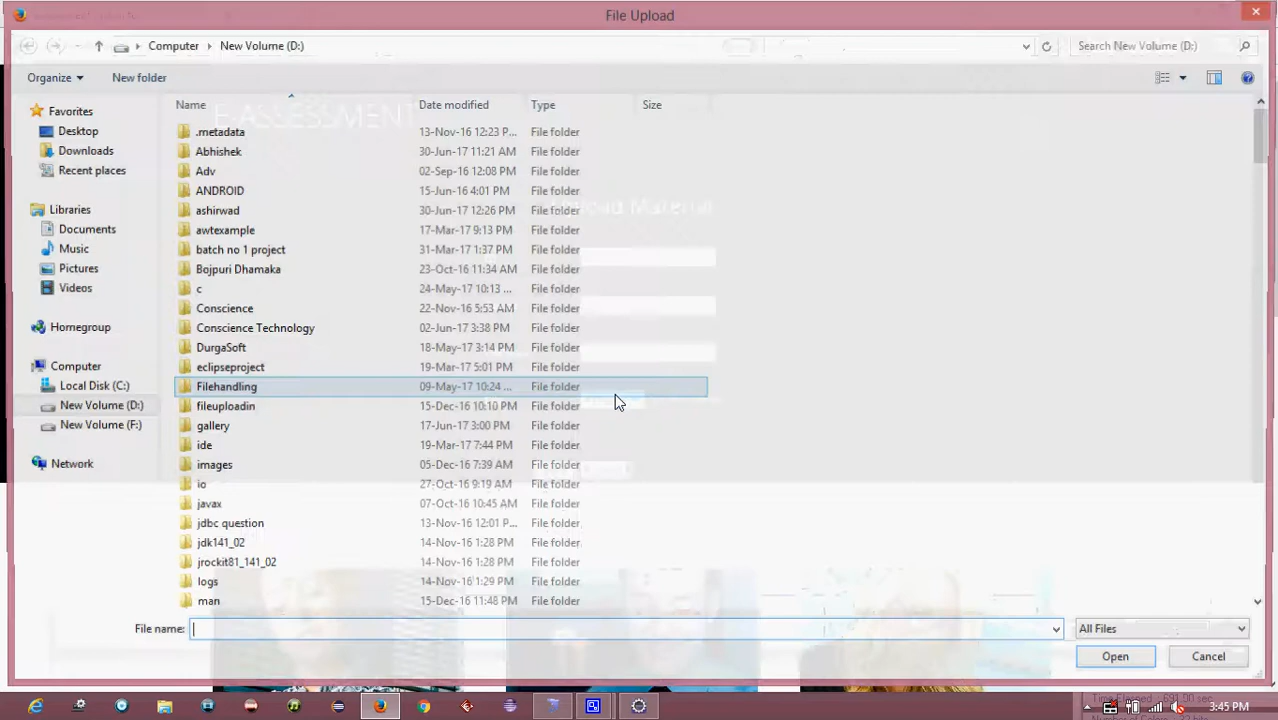 File Upload
Computer
New Volume (D:)
Search New Volume (D:)
Organize
New folder
Name
Date modified
Type
Size
E-ASSESSMENT
Favorites
Desktop
Downloads
Recent places
Libraries
Documents
Music
Pictures
Videos
Homegroup
Computer
Local Disk (C:)
New Volume (D:)
New Volume (F:)
Network
.metadata 13-Nov-16 12:23 P... File folder
Abhishek 30-Jun-17 11:21 AM File folder
Adv 02-Sep-16 12:08 PM File folder
ANDROID 15-Jun-16 4:01 PM File folder
ashirwad 30-Jun-17 12:26 PM File folder
Upload Material
awtexample 17-Mar-17 9:13 PM File folder
batch no 1 project 31-Mar-17 1:37 PM File folder
Bojpuri Dhamaka 23-Oct-16 11:34 AM File folder
c 24-May-17 10:13 ... File folder
Conscience 22-Nov-16 5:53 AM File folder
Conscience Technology 02-Jun-17 3:38 PM File folder
DurgaSoft 18-May-17 3:14 PM File folder
eclipseproject 19-Mar-17 5:01 PM File folder
Filehandling 09-May-17 10:24 ... File folder
fileuploadin 15-Dec-16 10:10 PM File folder
gallery 17-Jun-17 3:00 PM File folder
ide 19-Mar-17 7:44 PM File folder
images 05-Dec-16 7:39 AM File folder
io 27-Oct-16 9:19 AM File folder
javax 07-Oct-16 10:45 AM File folder
jdbc question 13-Nov-16 12:01 P... File folder
jdk141_02 14-Nov-16 1:28 PM File folder
jrockit81_141_02 14-Nov-16 1:28 PM File folder
logs 14-Nov-16 1:29 PM File folder
man 15-Dec-16 11:48 PM File folder
File name:
All Files
Open
Cancel
Time Elapsed 691.00 sec
3:45 PM